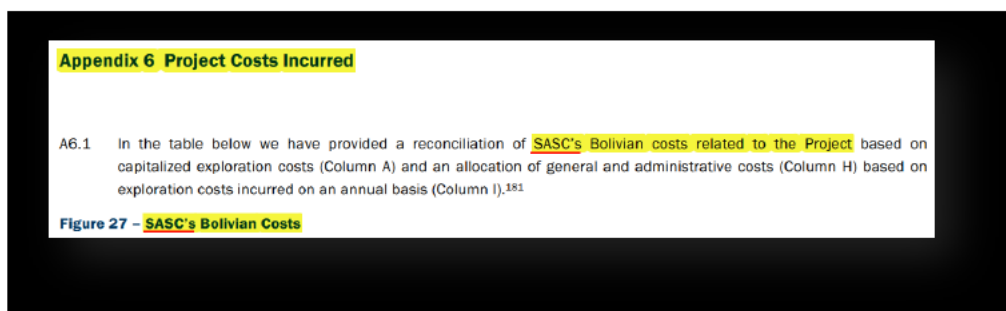 Appendix 6 Project Costs Incurred
A6.1 In the table below we have provided a reconciliation of SASC's Bolivian costs related to the Project based on
capitalized exploration costs (Column A) and an allocation of general and administrative costs (Column H) based on
exploration costs incurred on an annual basis (Column I).181
Figure 27 – SASC's Bolivian Costs